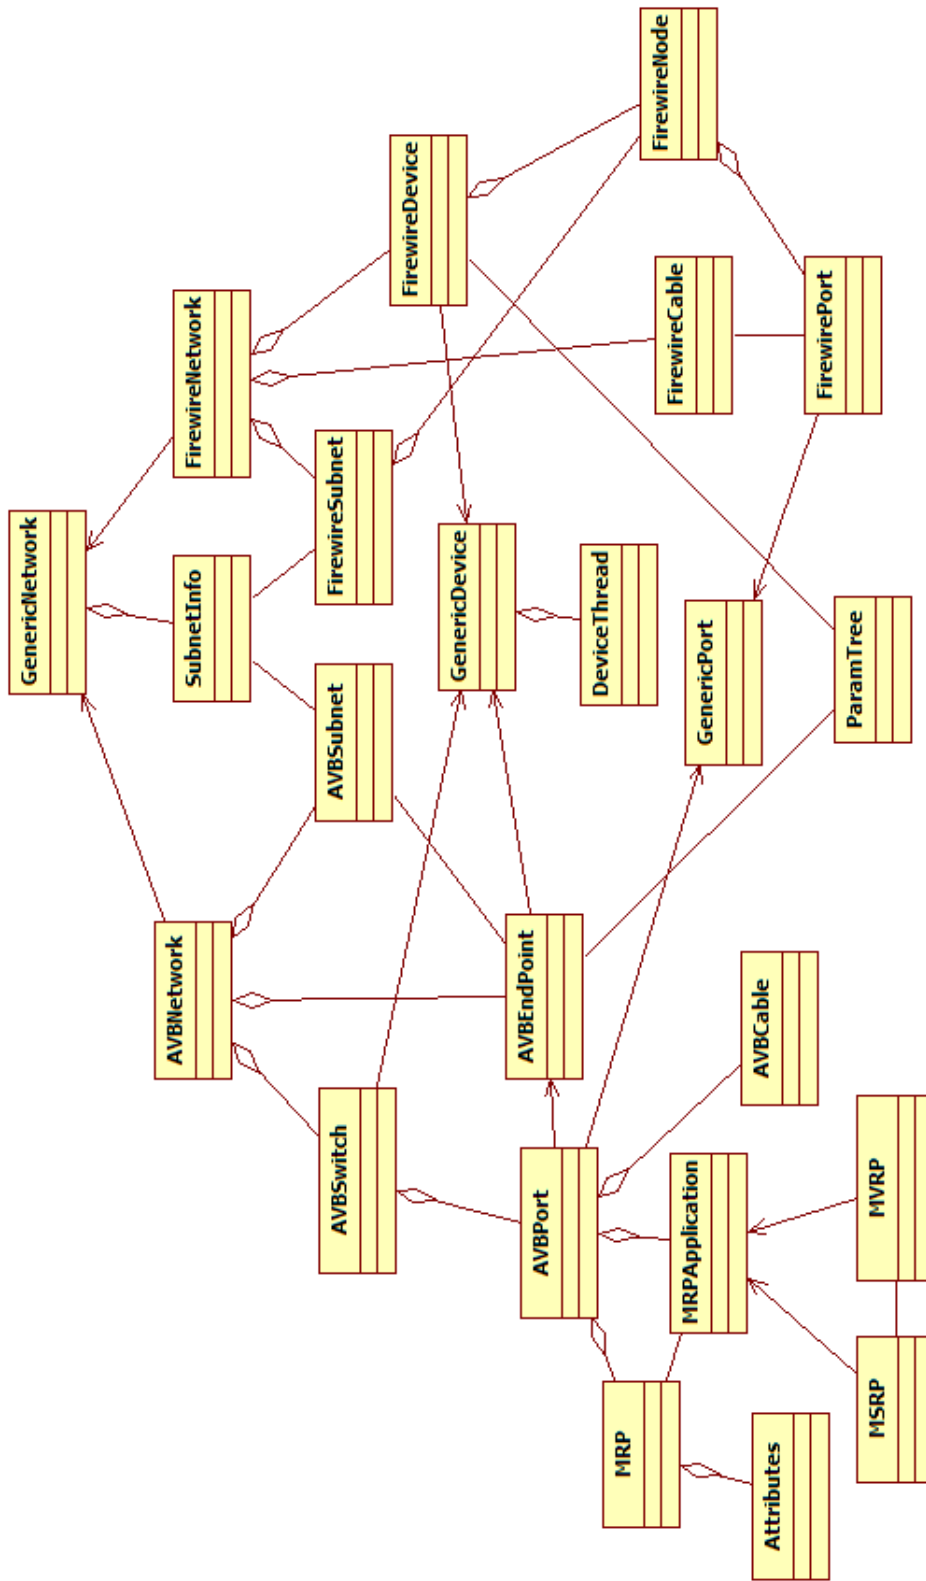 GenericNetwork
AVBNetwork
SubnetInfo
FirewireNetwork
AVBSwitch
AVBSubnet
FirewireSubnet
FirewireDevice
GenericDevice
AVBPort
AVBEndPoint
DeviceThread
MRP
FirewireNode
MRPApplication
GenericPort
FirewireCable
Attributes
AVBCable
FirewirePort
MSRP
MVRP
ParamTree